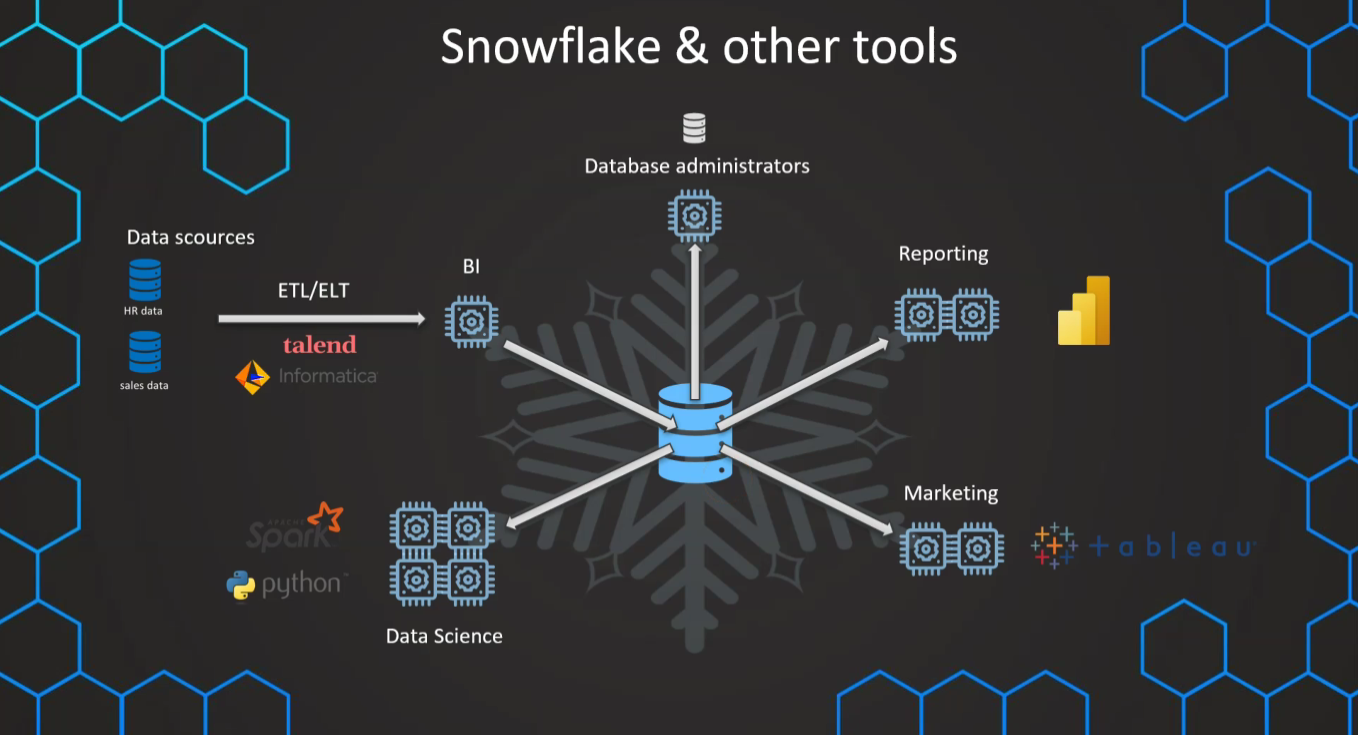 Snowflake & other tools
Database administrators
Data scources
HR data
sales data
ETL/ELT
talend
Informatica
BI
Reporting
Marketing
+ a b l e a u
APACHE
Spark
python
Data Science